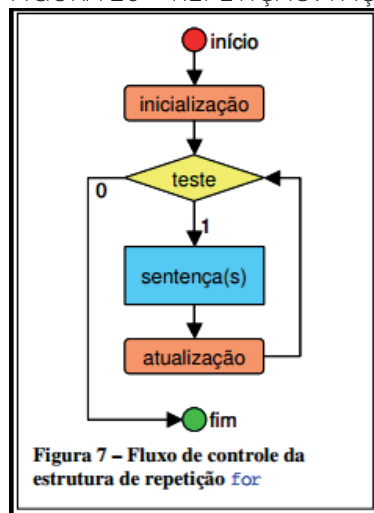 início
inicialização
teste
0
1
sentença(s)
atualização
fim
Figura 7 – Fluxo de controle da
estrutura de repetição for